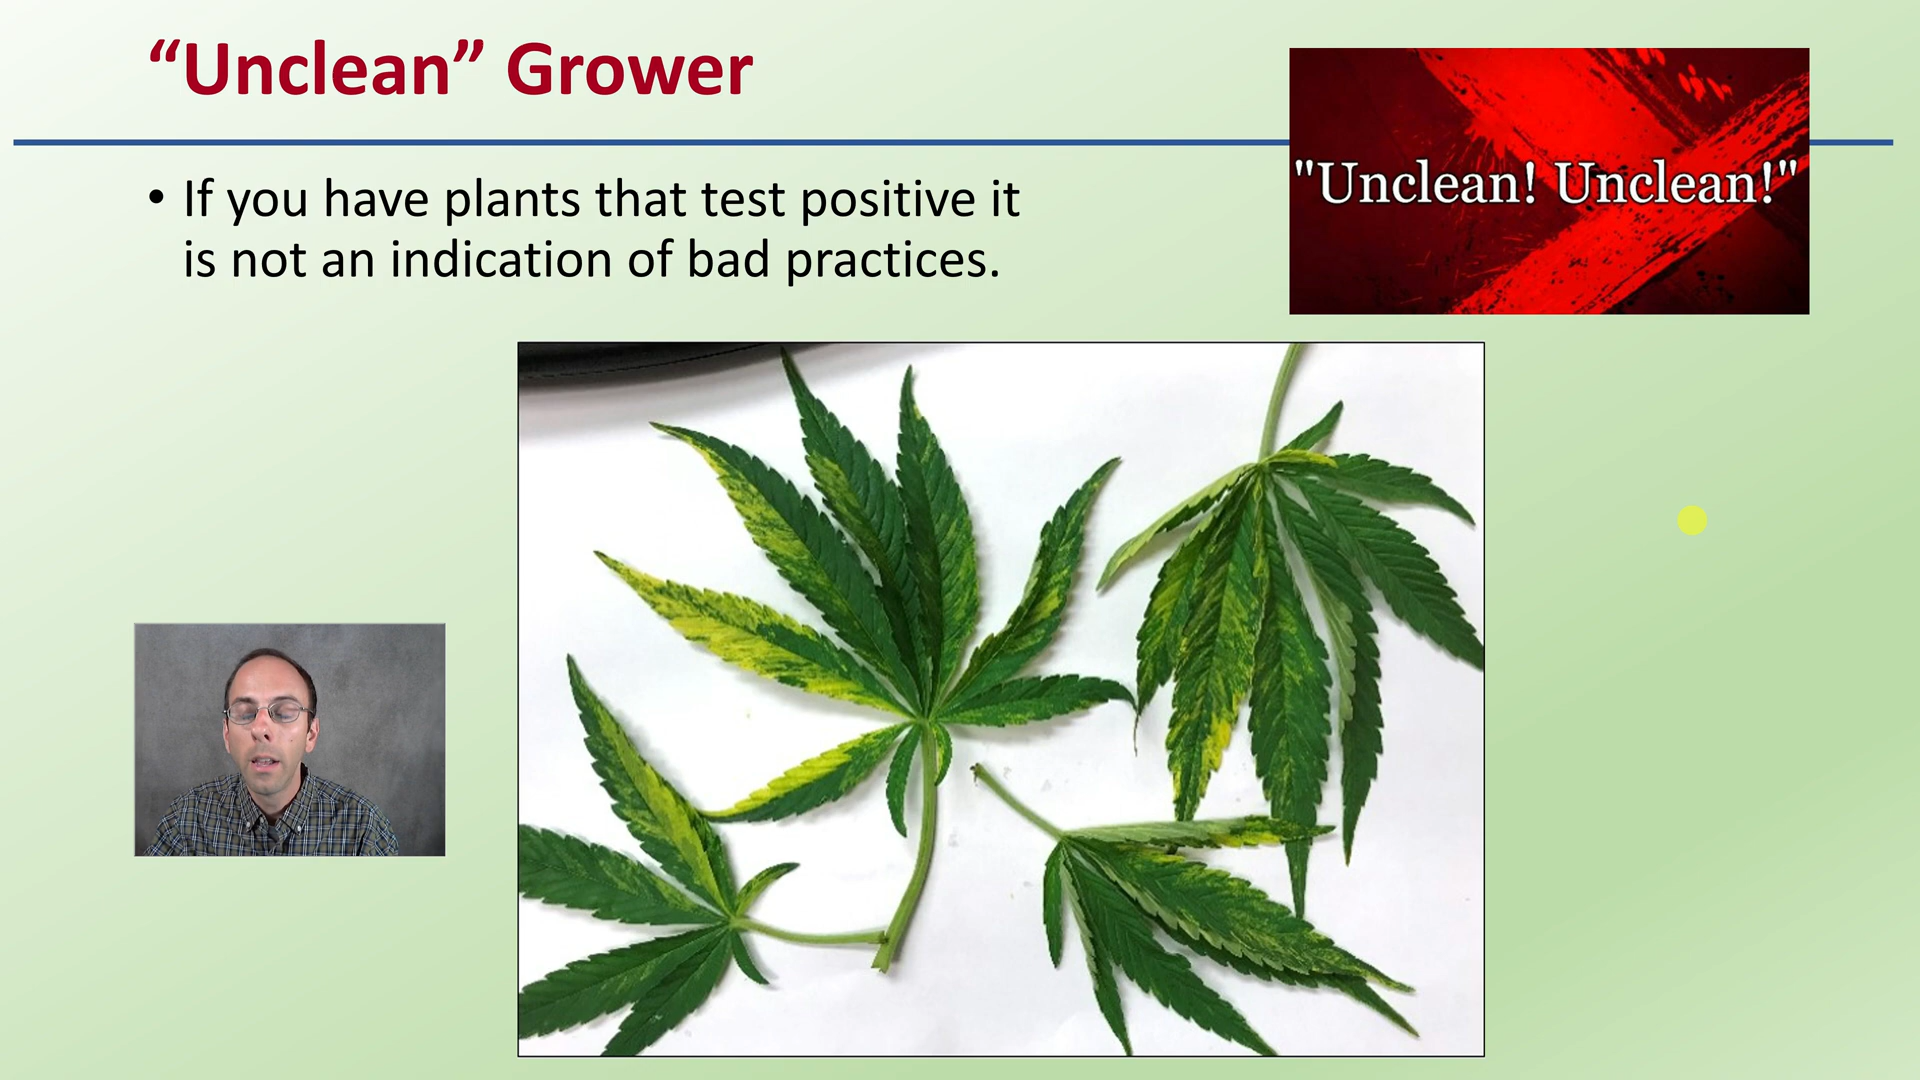 “Unclean” Grower
"Unclean! Unclean!"
• If you have plants that test positive it
is not an indication of bad practices.